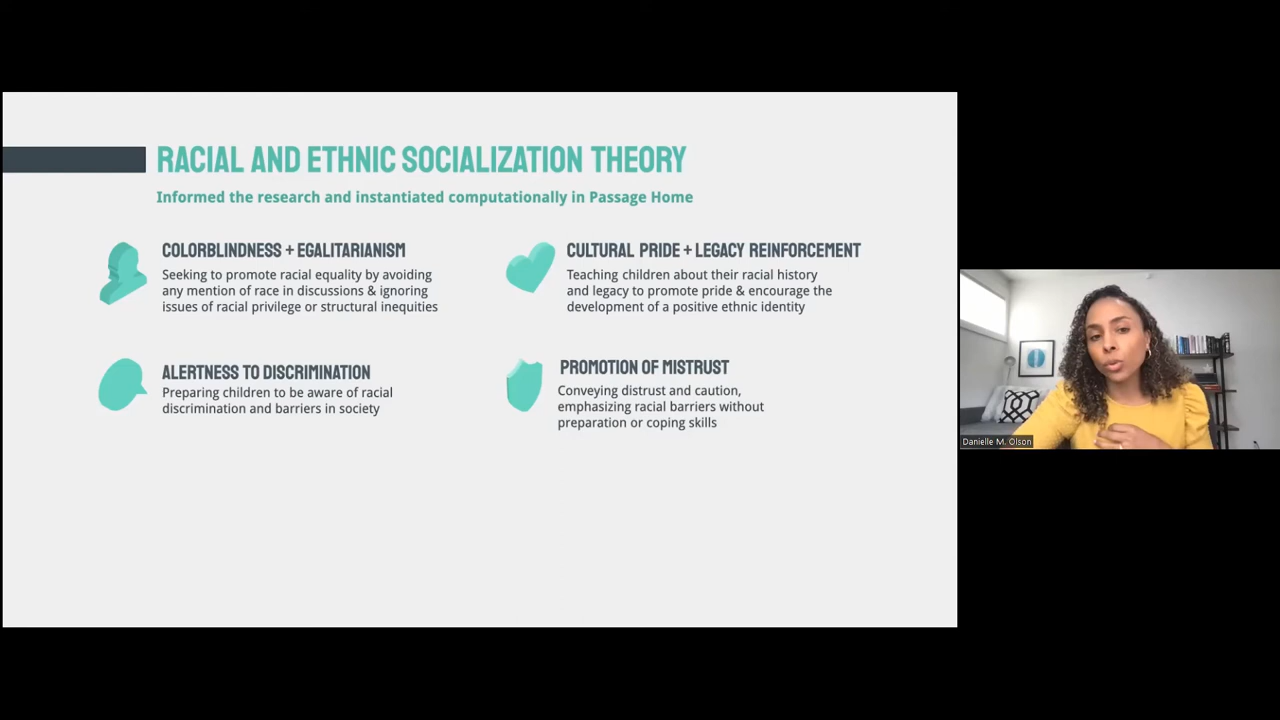 RACIAL AND ETHNIC SOCIALIZATION THEORY
Informed the research and instantiated computationally in Passage Home
COLORBLINDNESS + EGALITARIANISM
Seeking to promote racial equality by avoiding
any mention of race in discussions & ignoring
issues of racial privilege or structural inequities
CULTURAL PRIDE + LEGACY REINFORCEMENT
Teaching children about their racial history
and legacy to promote pride & encourage the
development of a positive ethnic identity
ALERTNESS TO DISCRIMINATION
Preparing children to be aware of racial
discrimination and barriers in society
PROMOTION OF MISTRUST
Conveying distrust and caution,
emphasizing racial barriers without
preparation or coping skills
Danielle M. Olson